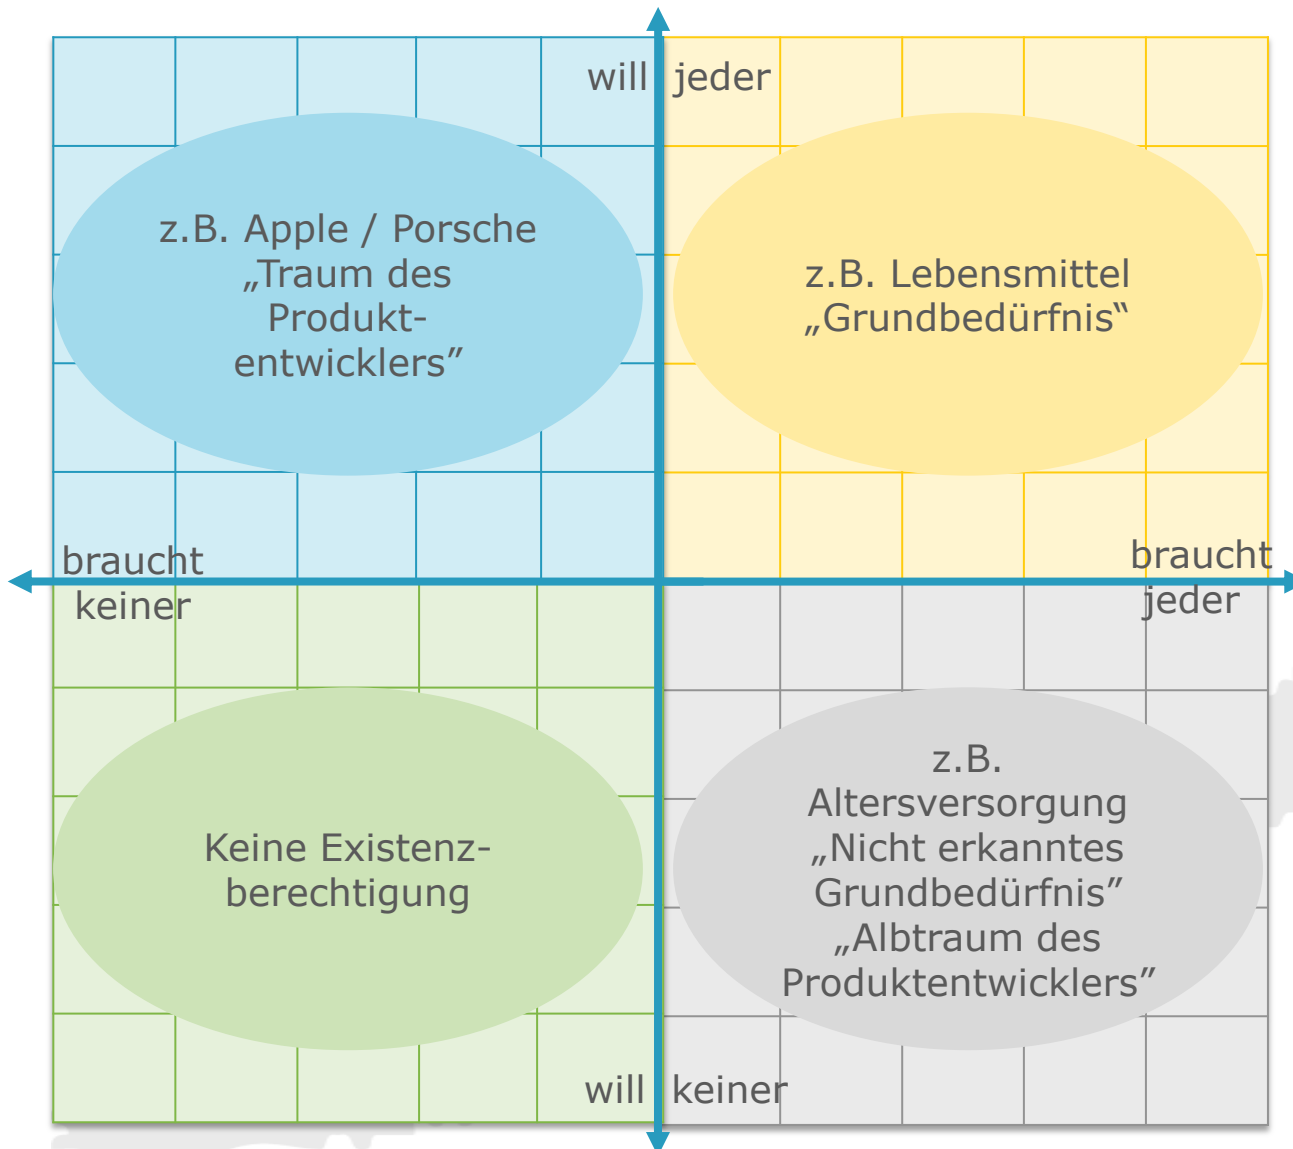 will jeder
z.B. Apple / Porsche
„Traum des
Produkt-
entwicklers”
z.B. Lebensmittel
„Grundbedürfnis“
braucht
keiner
braucht
jeder
Keine Existenz-
berechtigung
z.B.
Altersversorgung
„Nicht erkanntes
Grundbedürfnis”
„Albtraum des
Produktentwicklers”
will keiner